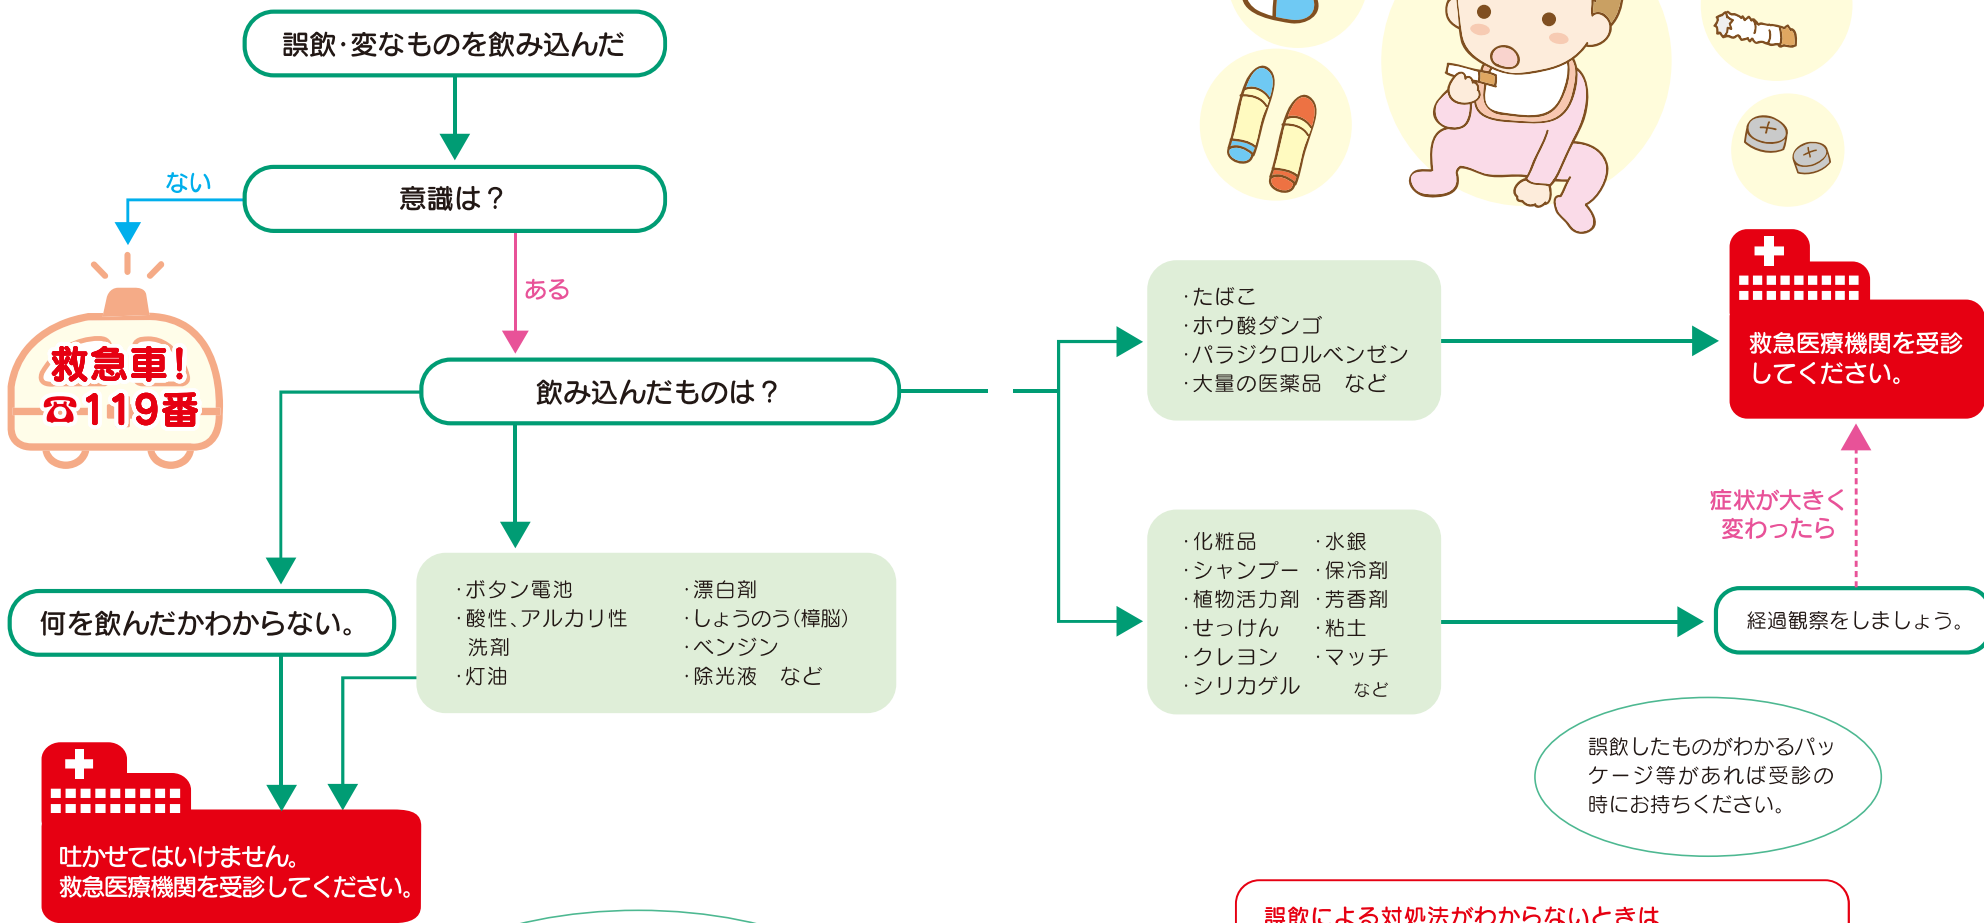 誤飲・変なものを飲み込んだ
意識は？
ない
ある
救急車！
☎119番
飲み込んだものは？
・たばこ
・ホウ酸ダンゴ
・パラジクロルベンゼン
・大量の医薬品　など
救急医療機関を受診
してください。
症状が大きく
変わったら
・化粧品
・シャンプー
・植物活力剤
・せっけん
・クレヨン
・シリカゲル
・水銀
・保冷剤
・芳香剤
・粘土
・マッチ
など
経過観察をしましょう。
何を飲んだかわからない。
・ボタン電池
・酸性、アルカリ性
洗剤
・灯油
・漂白剤
・しょうのう（樟脳）
・ベンジン
・除光液　など
吐かせてはいけません。
救急医療機関を受診してください。
誤飲したものがわかるパッ
ケージ等があれば受診の
時にお持ちください。
誤飲による対処法がわからないときは